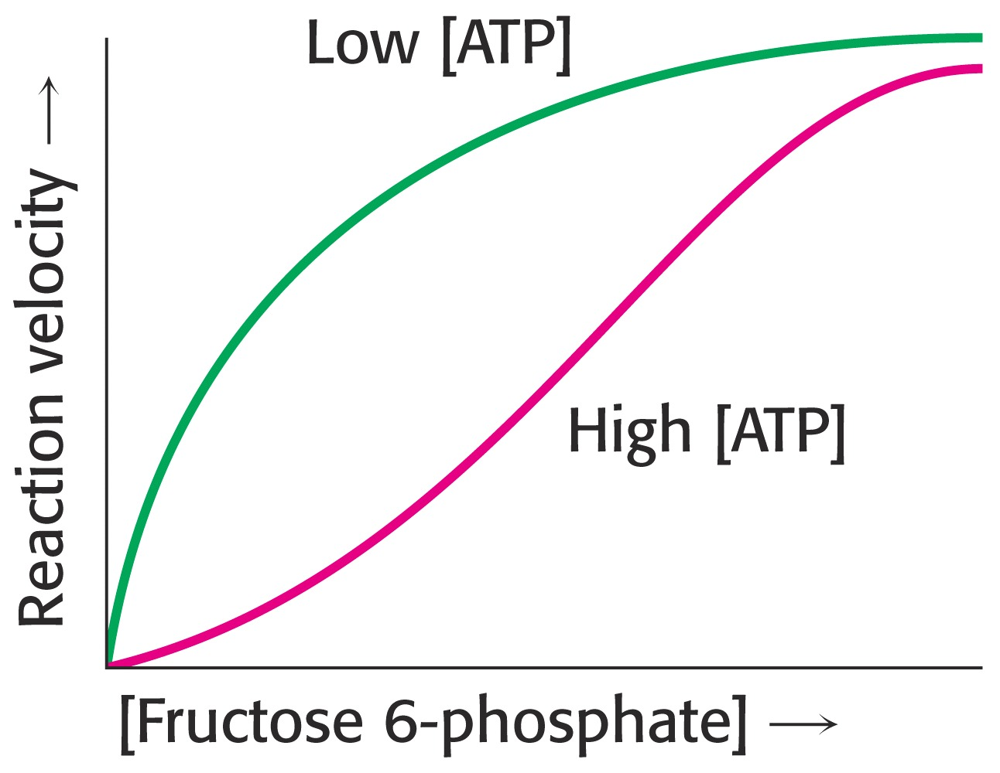 Low [ATP]
Reaction velocity
High [ATP]
[Fructose 6-phosphate]